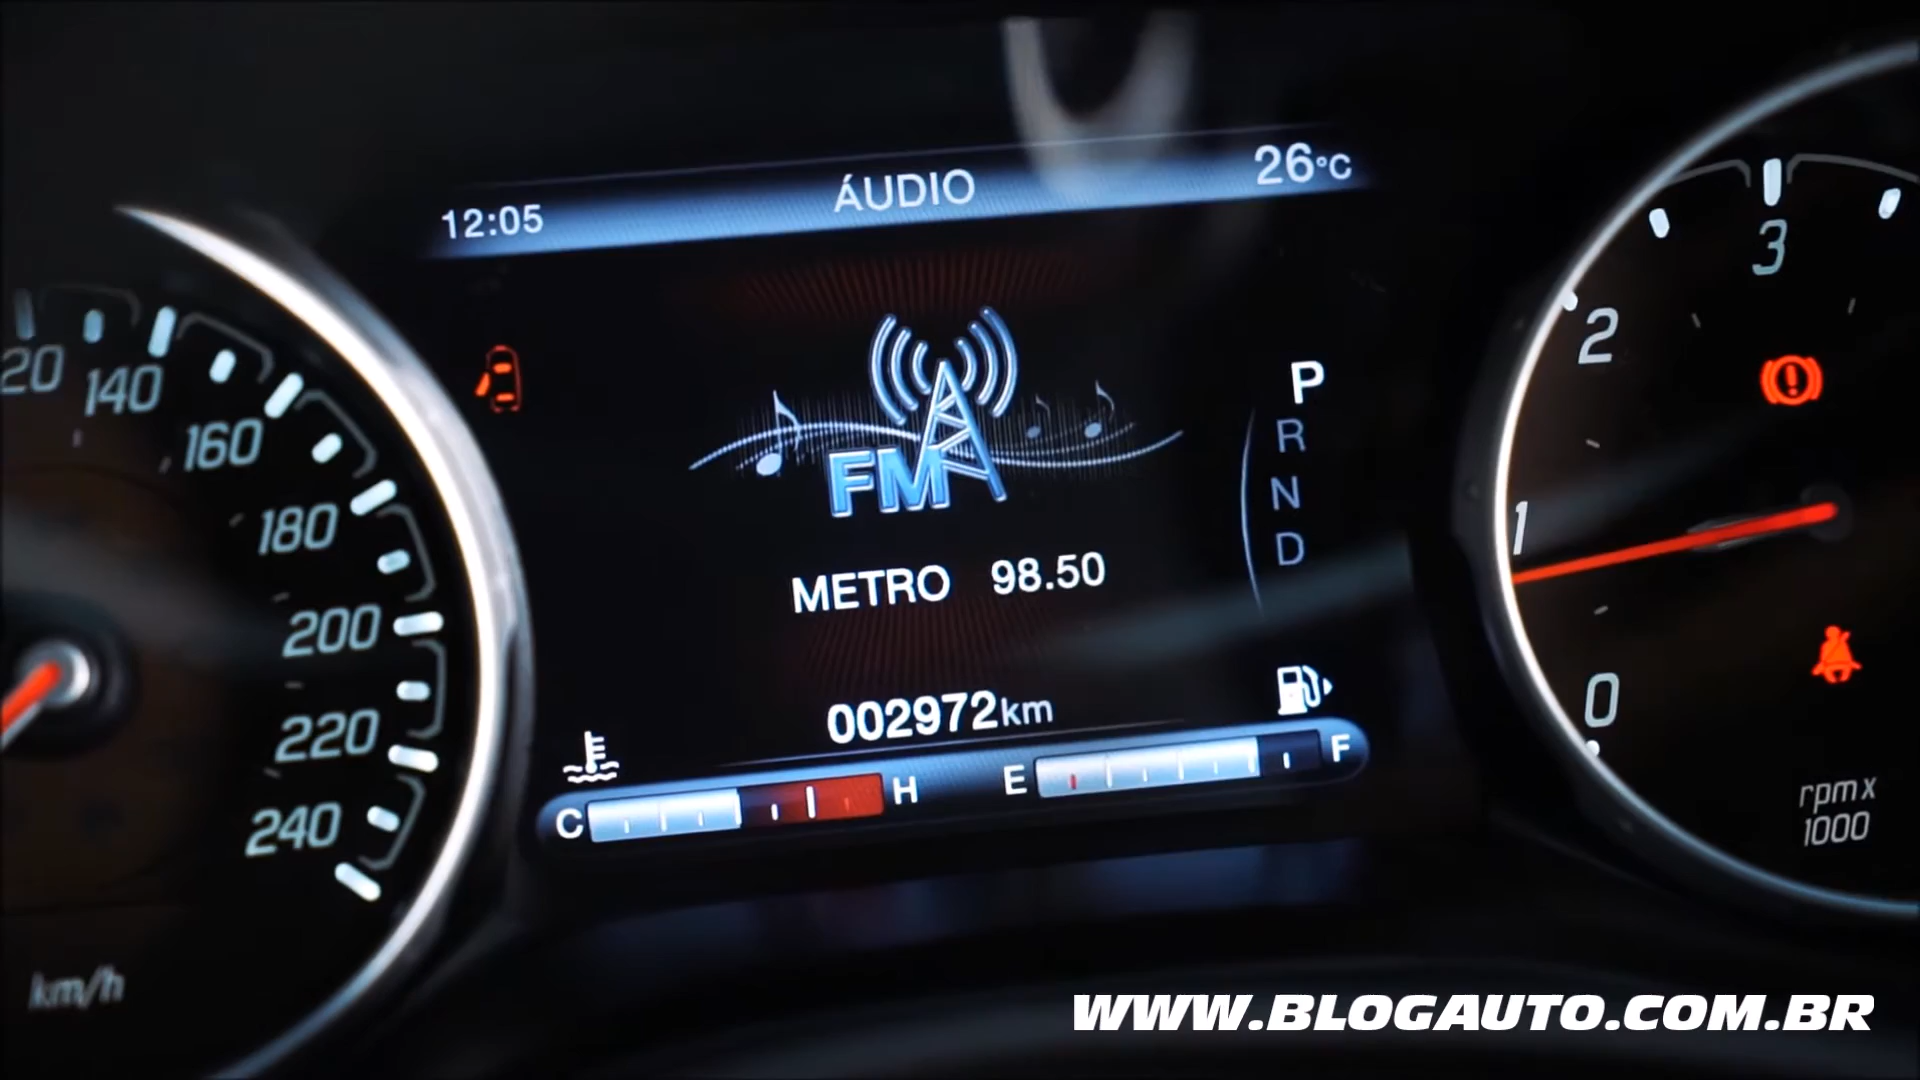 12:05 ÁUDIO 26°C
FM
METRO 98.50
P
R
N
D
002972km
C H E F
20
140
160
180
200
220
240
km/h
3
2
1
0
rpm x
1000
WWW.BLOGAUTO.COM.BR